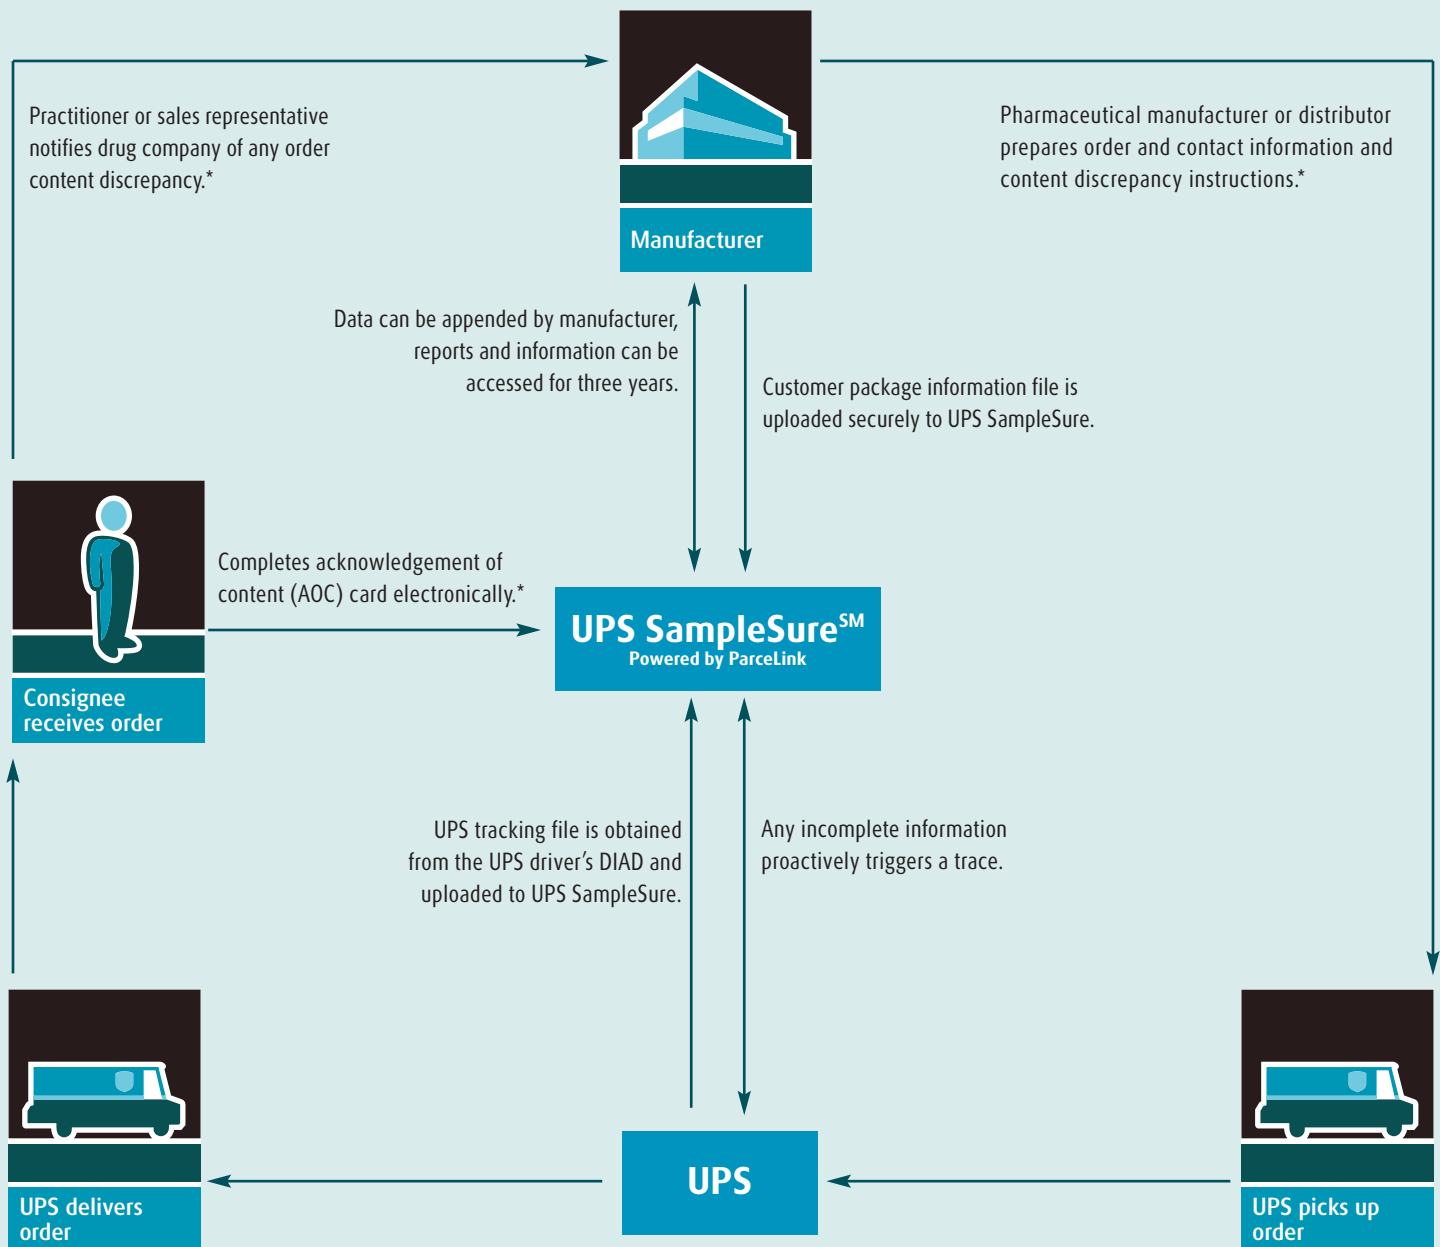 Practitioner or sales representative
notifies drug company of any order
content discrepancy.*
Manufacturer
Pharmaceutical manufacturer or distributor
prepares order and contact information and
content discrepancy instructions.*
Data can be appended by manufacturer,
reports and information can be
accessed for three years.
Customer package information file is
uploaded securely to UPS SampleSure.
Consignee
receives order
Completes acknowledgement of
content (AOC) card electronically.*
UPS SampleSure℠
Powered by ParceLink
UPS tracking file is obtained
from the UPS driver’s DIAD and
uploaded to UPS SampleSure.
Any incomplete information
proactively triggers a trace.
UPS delivers
order
UPS
UPS picks up
order